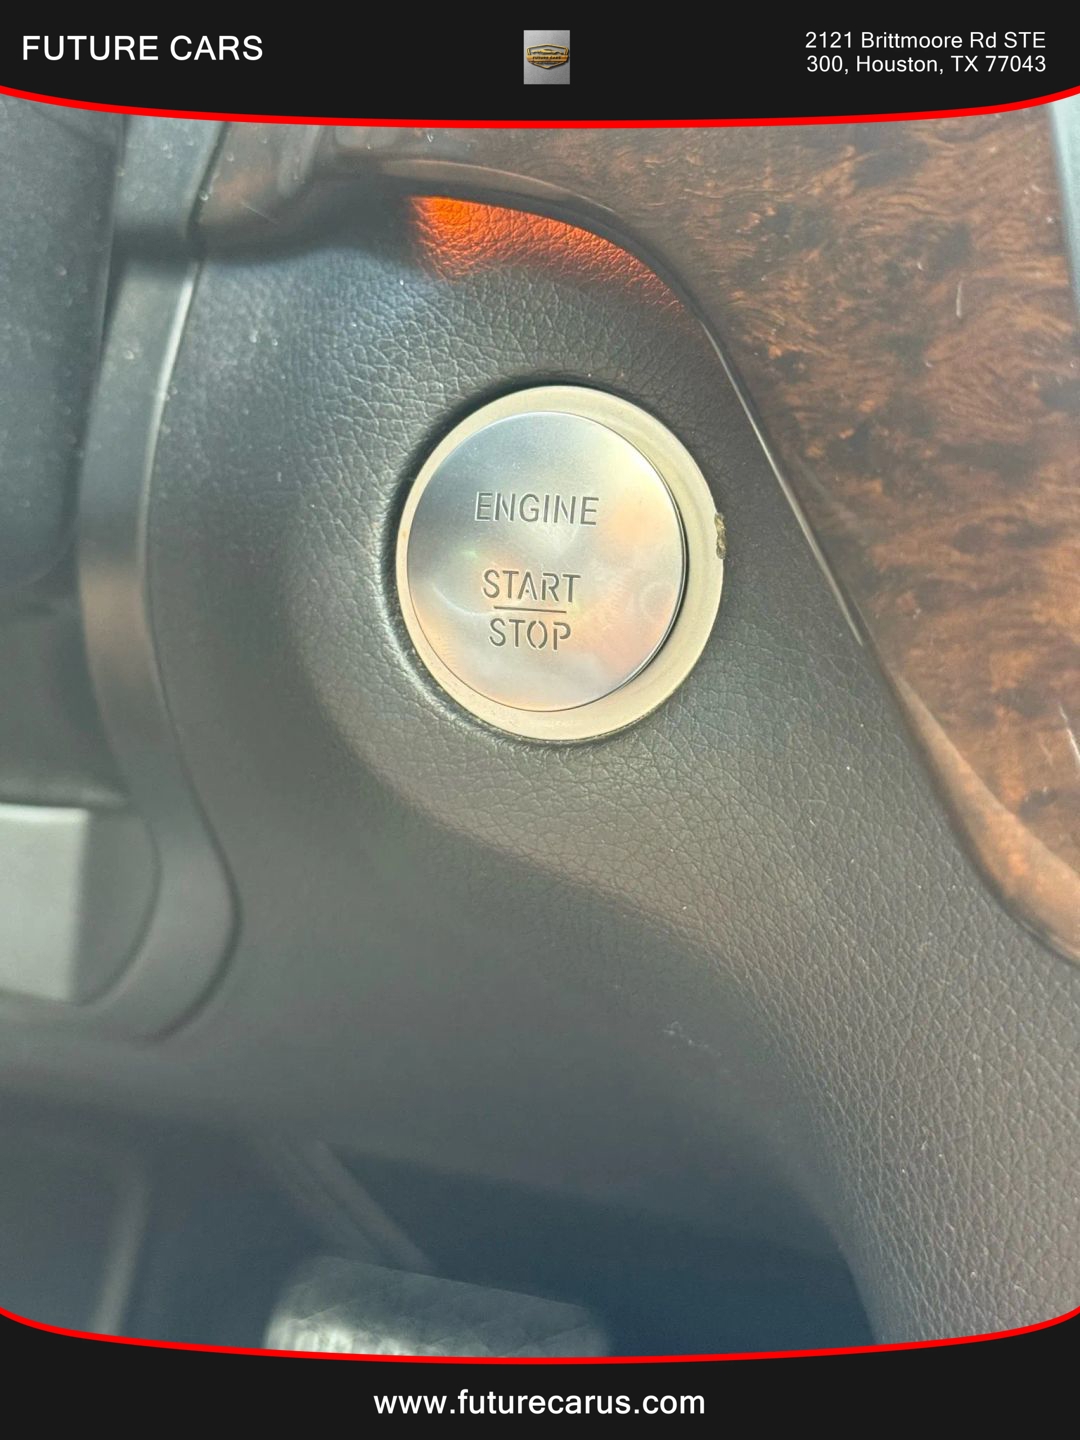 FUTURE CARS
2121 Brittmoore Rd STE
300, Houston, TX 77043
ENGINE
START
STOP
www.futurecarus.com